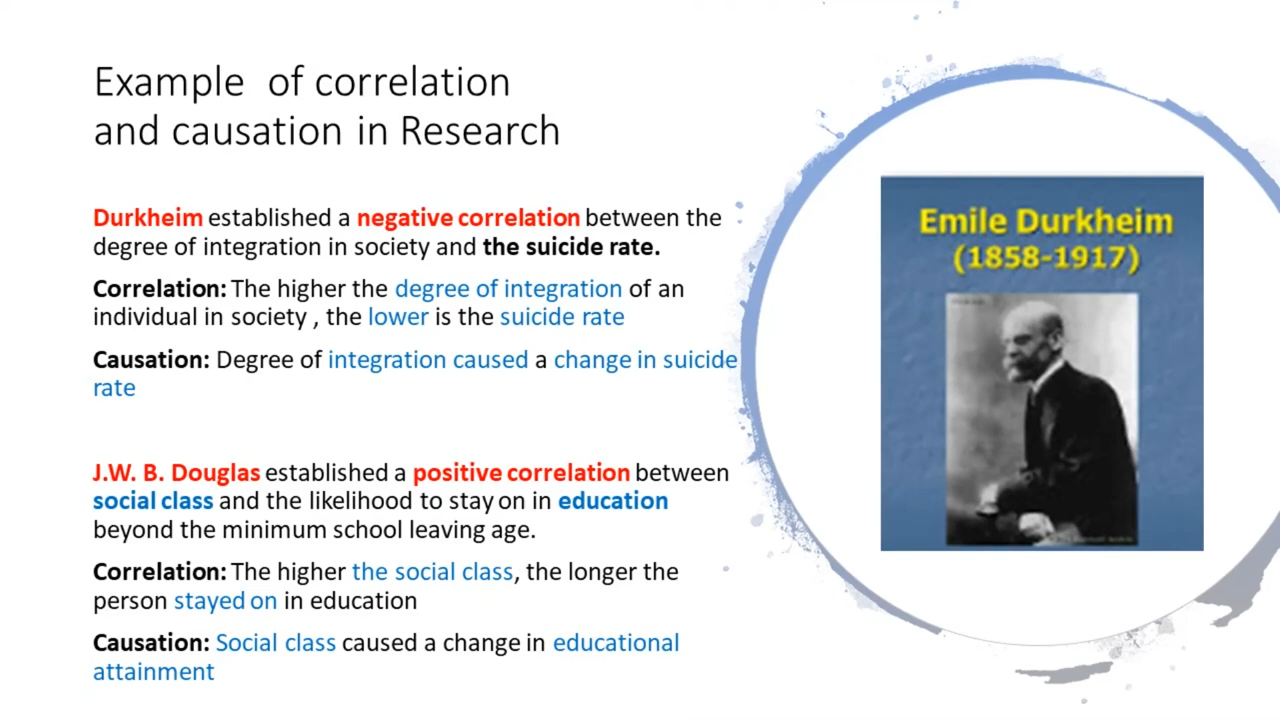 Example of correlation
and causation in Research
Durkheim established a negative correlation between the
degree of integration in society and the suicide rate.
Correlation: The higher the degree of integration of an
individual in society , the lower is the suicide rate
Causation: Degree of integration caused a change in suicide
rate
J.W. B. Douglas established a positive correlation between
social class and the likelihood to stay on in education
beyond the minimum school leaving age.
Correlation: The higher the social class, the longer the
person stayed on in education
Causation: Social class caused a change in educational
attainment
Emile Durkheim
(1858-1917)